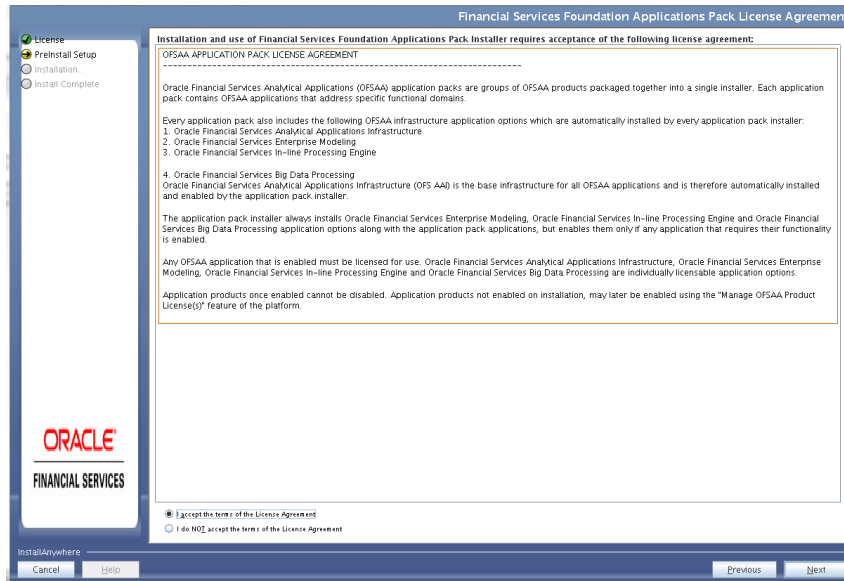 Financial Services Foundation Applications Pack License Agreemen
License
PreInstall Setup
Installation...
Install Complete
Installation and use of Financial Services Foundation Applications Pack Installer requires acceptance of the following license agreement:
OFSAA APPLICATION PACK LICENSE AGREEMENT
--------------------------------------------------------------------------
Oracle Financial Services Analytical Applications (OFSAA) application packs are groups of OFSAA products packaged together into a single installer. Each application
pack contains OFSAA applications that address specific functional domains.
Every application pack also includes the following OFSAA infrastructure application options which are automatically installed by every application pack installer:
1. Oracle Financial Services Analytical Applications Infrastructure
2. Oracle Financial Services Enterprise Modeling
3. Oracle Financial Services In-line Processing Engine
4. Oracle Financial Services Big Data Processing
Oracle Financial Services Analytical Applications Infrastructure (OFS AAI) is the base infrastructure for all OFSAA applications and is therefore automatically installed
and enabled by the application pack installer.
The application pack installer always installs Oracle Financial Services Enterprise Modeling, Oracle Financial Services In-line Processing Engine and Oracle Financial
Services Big Data Processing application options along with the application pack applications, but enables them only if any application that requires their functionality
is enabled.
Any OFSAA application that is enabled must be licensed for use. Oracle Financial Services Analytical Applications Infrastructure, Oracle Financial Services Enterprise
Modeling, Oracle Financial Services In-line Processing Engine and Oracle Financial Services Big Data Processing are individually licensable application options.
Application products once enabled cannot be disabled. Application products not enabled on installation, may later be enabled using the "Manage OFSAA Product
License(s)" feature of the platform.
ORACLE
FINANCIAL SERVICES
I accept the terms of the License Agreement
I do NOT accept the terms of the License Agreement
InstallAnywhere
Cancel
Help
Previous
Next